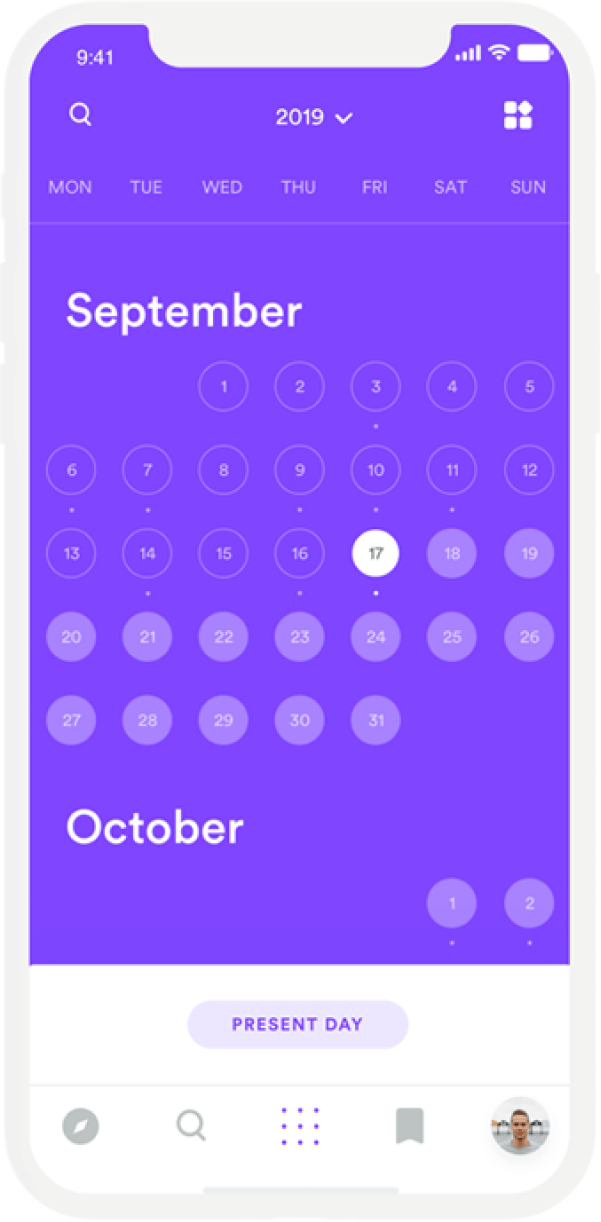 9:41
2019
MON TUE WED THU FRI SAT SUN
September
1 2 3 4 5
6 7 8 9 10 11 12
13 14 15 16 17 18 19
20 21 22 23 24 25 26
27 28 29 30 31
October
1 2
PRESENT DAY